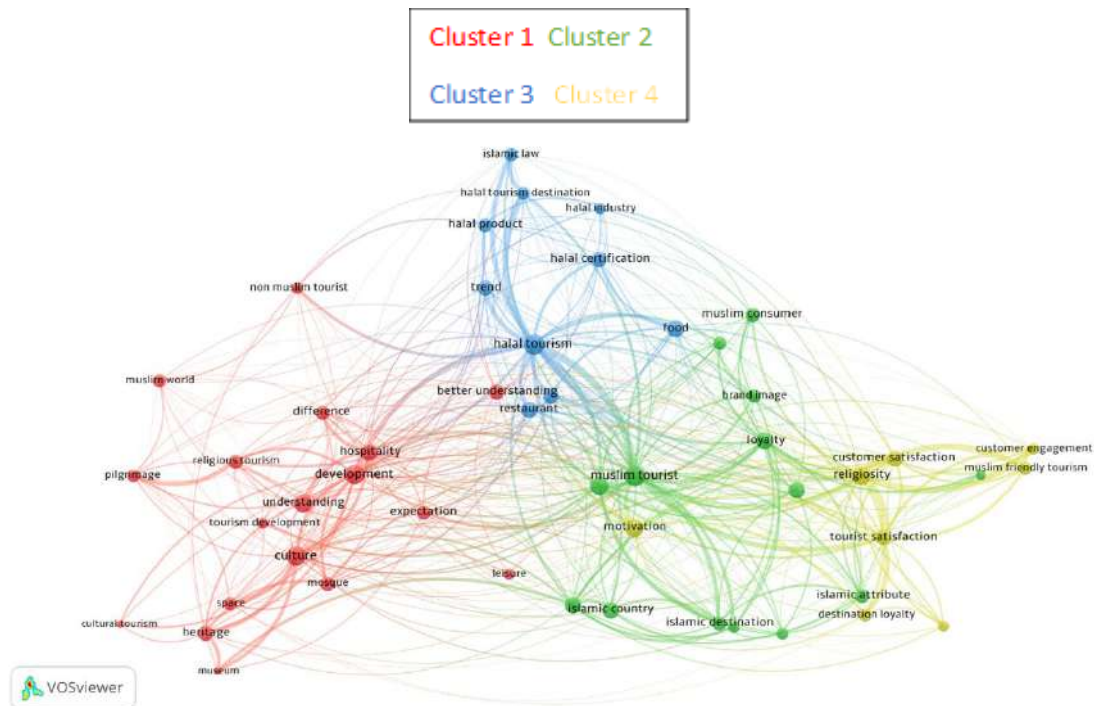 Cluster 1 Cluster 2
Cluster 3 Cluster 4
islamic law
halal tourism destination
halal industry
halal product
halal certification
non muslim tourist
trend
muslim consumer
food
halal tourism
muslim world
better understanding
brand image
restaurant
difference
hospitality
loyalty
customer engagement
customer satisfaction
religious tourism
muslim friendly tourism
pilgrimage
development
muslim tourist
religiosity
understanding
expectation
tourism development
motivation
tourist satisfaction
culture
leisure
mosque
islamic attribute
space
islamic country
destination loyalty
cultural tourism
heritage
islamic destination
museum
VOSviewer